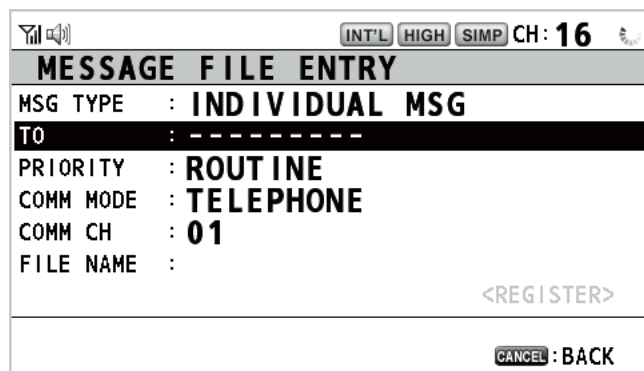 INT'L HIGH SIMP CH: 16
MESSAGE FILE ENTRY
MSG TYPE : INDIVIDUAL MSG
TO : ---------
PRIORITY : ROUTINE
COMM MODE : TELEPHONE
COMM CH : 01
FILE NAME :
<REGISTER>
CANCEL : BACK